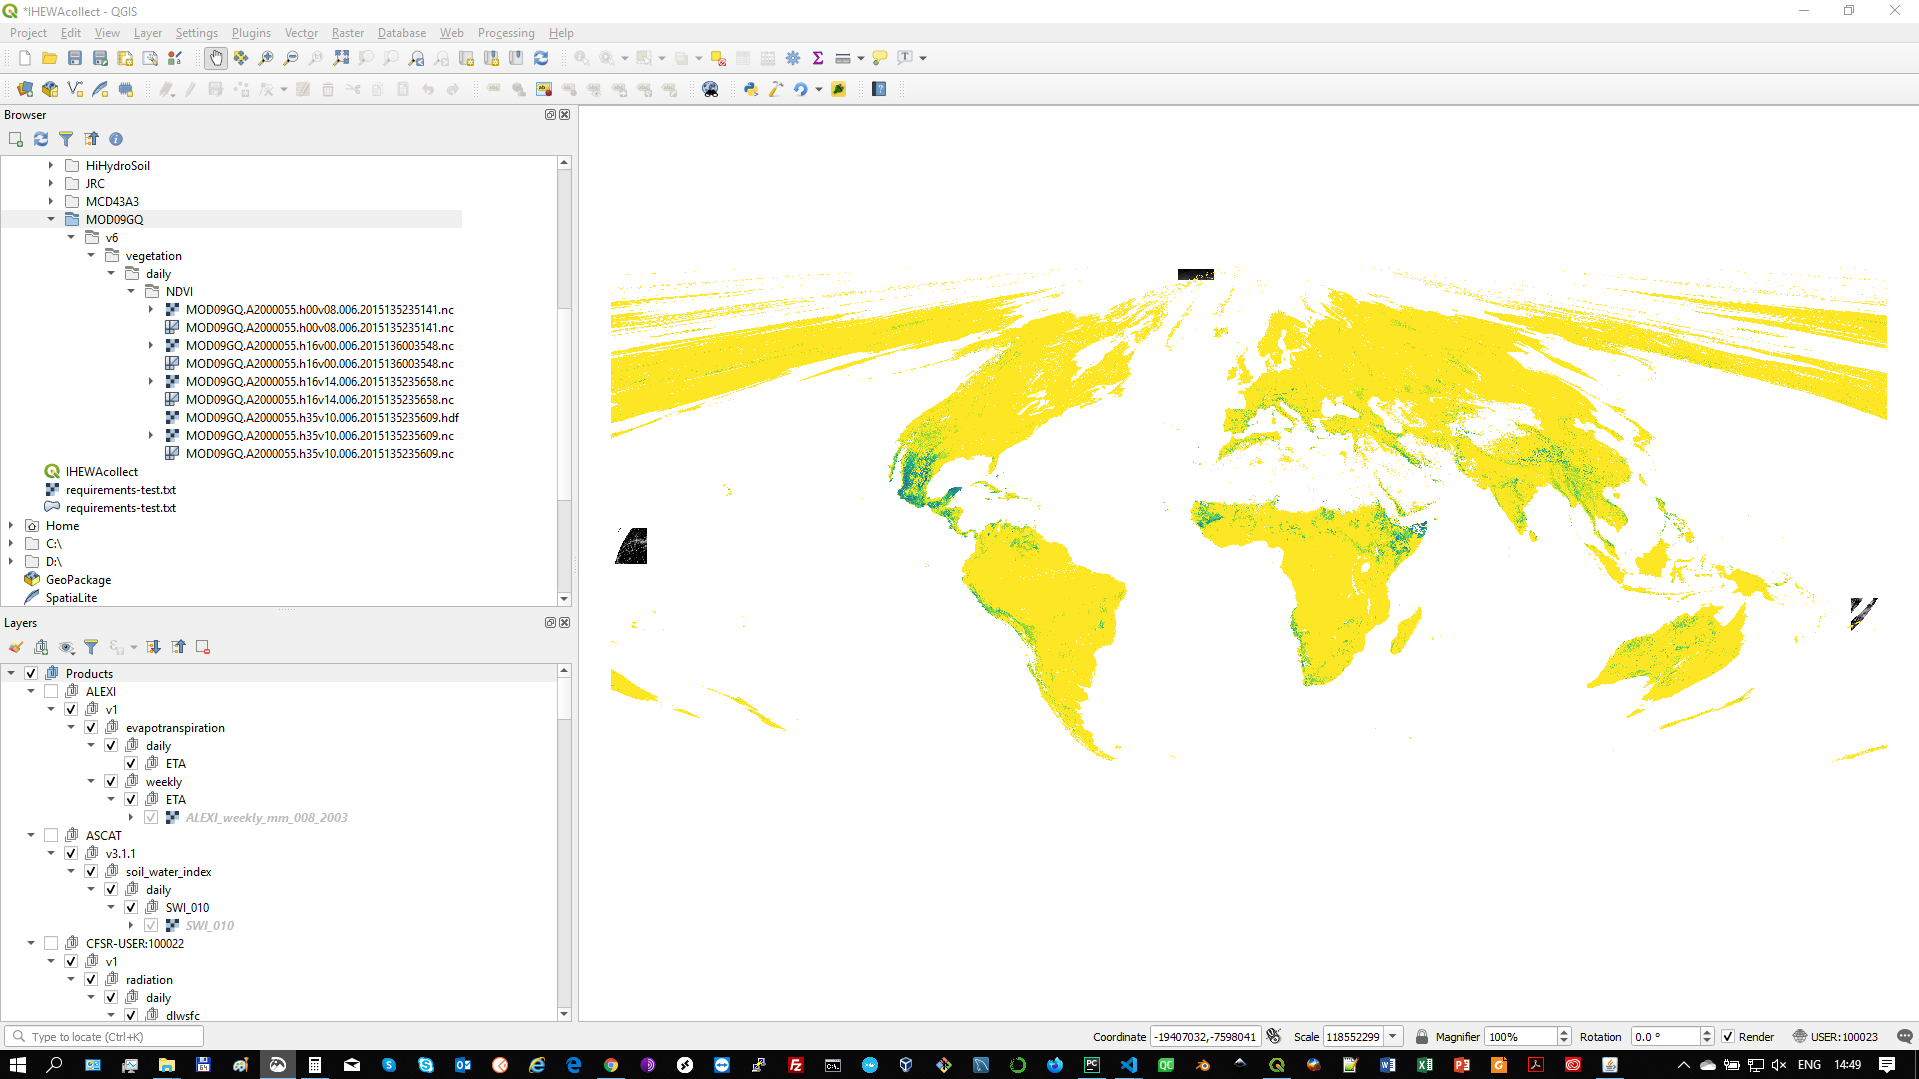 *IHEWAcollect - QGIS
Project Edit View Layer Settings Plugins Vector Raster Database Web Processing Help
Browser
HiHydroSoil
JRC
MCD43A3
MOD09GQ
v6
vegetation
daily
NDVI
MOD09GQ.A2000055.h00v08.006.2015135235141.nc
MOD09GQ.A2000055.h00v08.006.2015135235141.nc
MOD09GQ.A2000055.h16v00.006.2015136003548.nc
MOD09GQ.A2000055.h16v00.006.2015136003548.nc
MOD09GQ.A2000055.h16v14.006.2015135235658.nc
MOD09GQ.A2000055.h16v14.006.2015135235658.nc
MOD09GQ.A2000055.h35v10.006.2015135235609.hdf
MOD09GQ.A2000055.h35v10.006.2015135235609.nc
MOD09GQ.A2000055.h35v10.006.2015135235609.nc
IHEWAcollect
requirements-test.txt
requirements-test.txt
Home
C:\
D:\
GeoPackage
SpatiaLite
Layers
Products
ALEXI
v1
evapotranspiration
daily
ETA
weekly
ETA
ALEXI_weekly_mm_008_2003
ASCAT
v3.1.1
soil_water_index
daily
SWI_010
SWI_010
CFSR-USER:100022
v1
radiation
daily
dlwsfc
Type to locate (Ctrl+K)
Coordinate -19407032,-7598041 Scale 118552299 Magnifier 100% Rotation 0.0 ° Render USER:100023
ENG 14:49